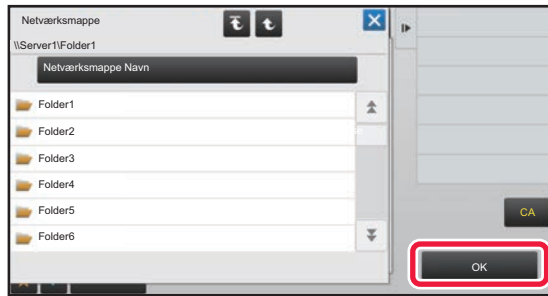 Netværksmappe
\\Server1\Folder1
Netværksmappe Navn
Folder1
Folder2
Folder3
Folder4
Folder5
Folder6
CA
OK